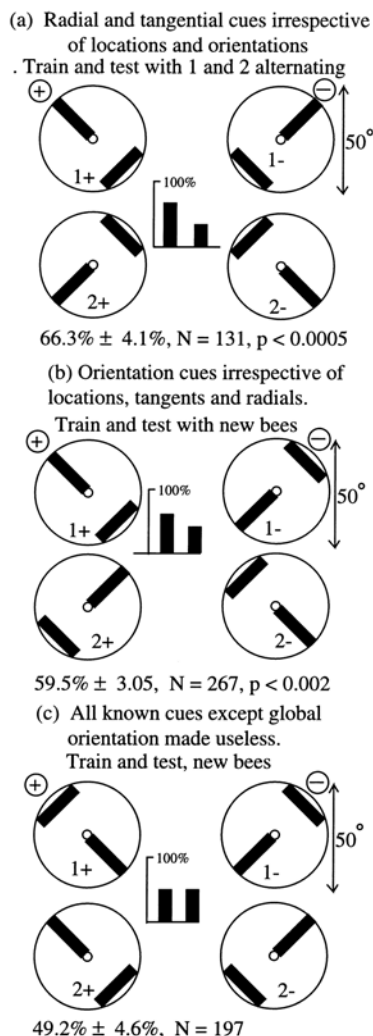 (a) Radial and tangential cues irrespective
of locations and orientations
. Train and test with 1 and 2 alternating
+
−
1+
1-
50°
100%
2+
2-
66.3% ± 4.1%, N = 131, p < 0.0005
(b) Orientation cues irrespective of
locations, tangents and radials.
Train and test with new bees
+
−
1+
1-
50°
100%
2+
2-
59.5% ± 3.05, N = 267, p < 0.002
(c) All known cues except global
orientation made useless.
Train and test, new bees
+
−
1+
1-
50°
100%
2+
2-
49.2% ± 4.6%, N = 197